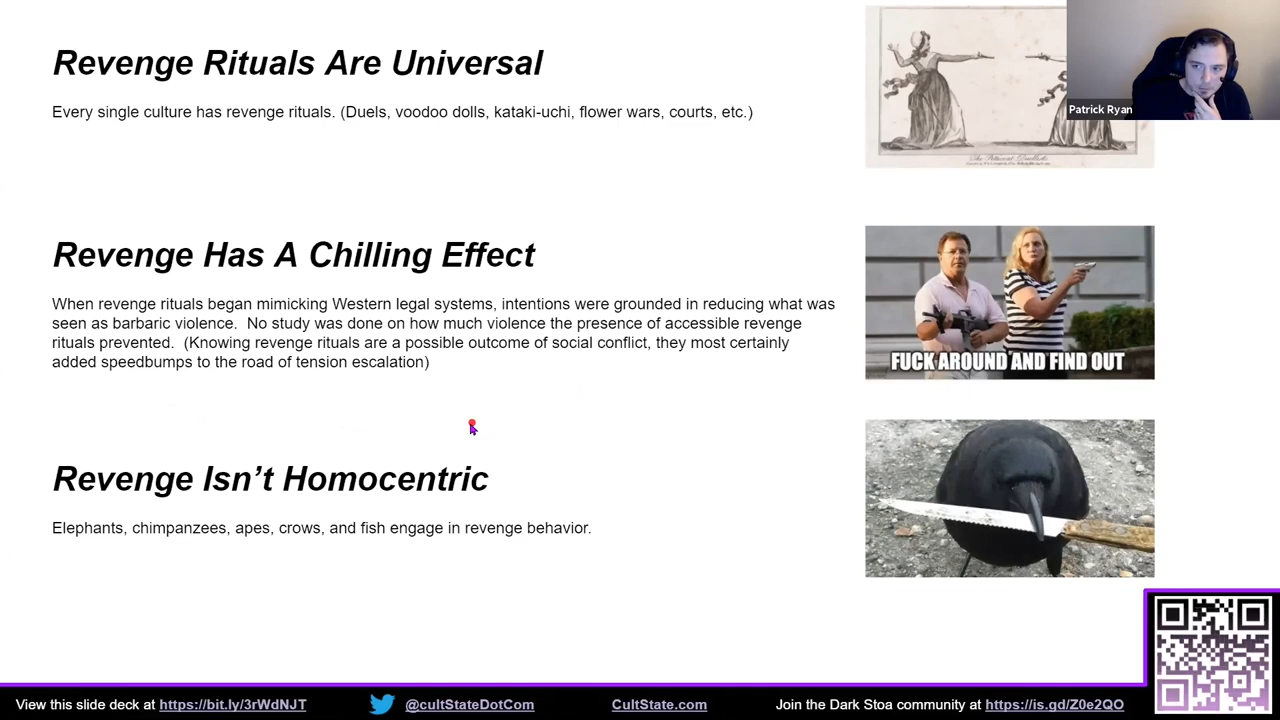 Revenge Rituals Are Universal
Every single culture has revenge rituals. (Duels, voodoo dolls, kataki-uchi, flower wars, courts, etc.)
Patrick Ryan
Revenge Has A Chilling Effect
When revenge rituals began mimicking Western legal systems, intentions were grounded in reducing what was
seen as barbaric violence.  No study was done on how much violence the presence of accessible revenge
rituals prevented.  (Knowing revenge rituals are a possible outcome of social conflict, they most certainly
added speedbumps to the road of tension escalation)
FUCK AROUND AND FIND OUT
Revenge Isn’t Homocentric
Elephants, chimpanzees, apes, crows, and fish engage in revenge behavior.
View this slide deck at https://bit.ly/3rWdNJT
@cultStateDotCom
CultState.com
Join the Dark Stoa community at https://is.gd/Z0e2QO